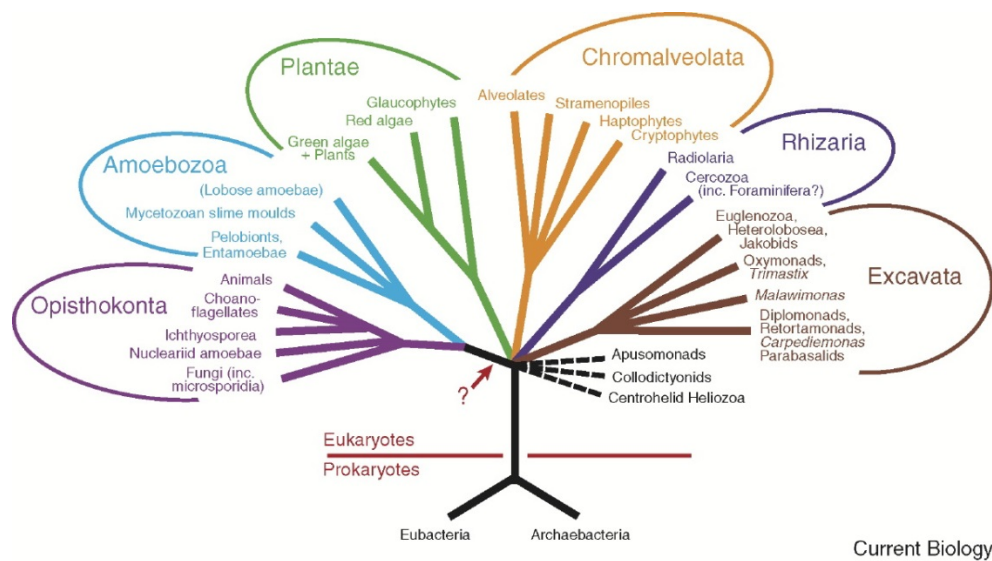 Plantae
Glaucophytes
Red algae
Green algae
+ Plants
Chromalveolata
Alveolates
Stramenopiles
Haptophytes
Cryptophytes
Amoebozoa
(Lobose amoebae)
Mycetozoan slime moulds
Pelobionts,
Entamoebae
Rhizaria
Radiolaria
Cercozoa
(inc. Foraminifera?)
Opisthokonta
Animals
Choano-
flagellates
Ichthyosporea
Nucleariid amoebae
Fungi (inc.
microsporidia)
Excavata
Euglenozoa,
Heterolobosea,
Jakobids
Oxymonads,
Trimastix
Malawimonas
Diplomonads,
Retortamonads,
Carpediemonas
Parabasalids
Apusomonads
Collodictyonids
Centrohelid Heliozoa
?
Eukaryotes
Prokaryotes
Eubacteria
Archaebacteria
Current Biology